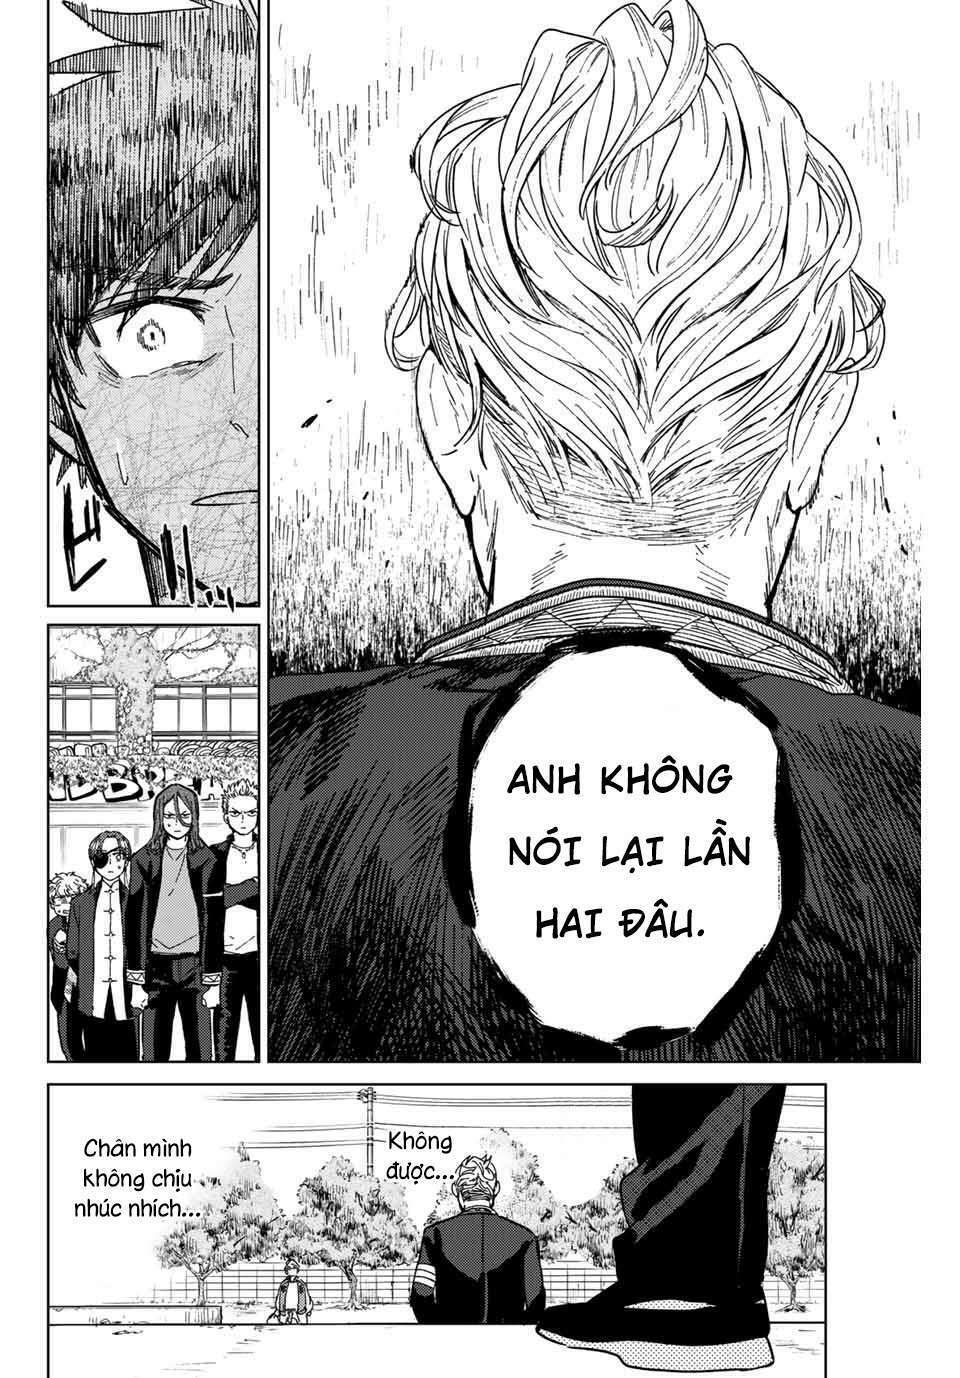 ANH KHÔNG
NÓI LẠI LẦN
HAI ĐÂU.
Không
được...
Chân mình
không chịu
nhúc nhích...